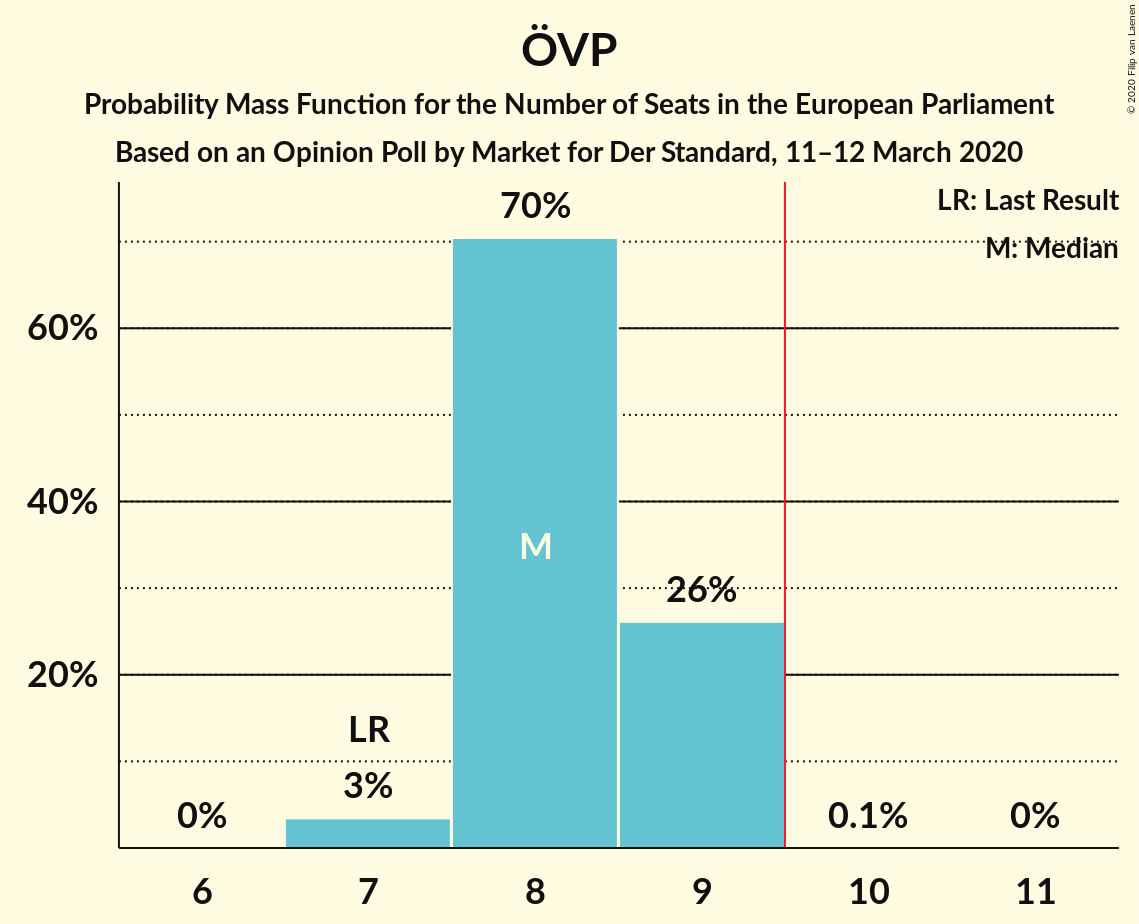 ÖVP
Probability Mass Function for the Number of Seats in the European Parliament
Based on an Opinion Poll by Market for Der Standard, 11–12 March 2020
© 2020 Filip van Laenen
LR: Last Result
M: Median
70%
60%
40%
20%
M
26%
LR
3%
0%
0.1%
0%
6 7 8 9 10 11